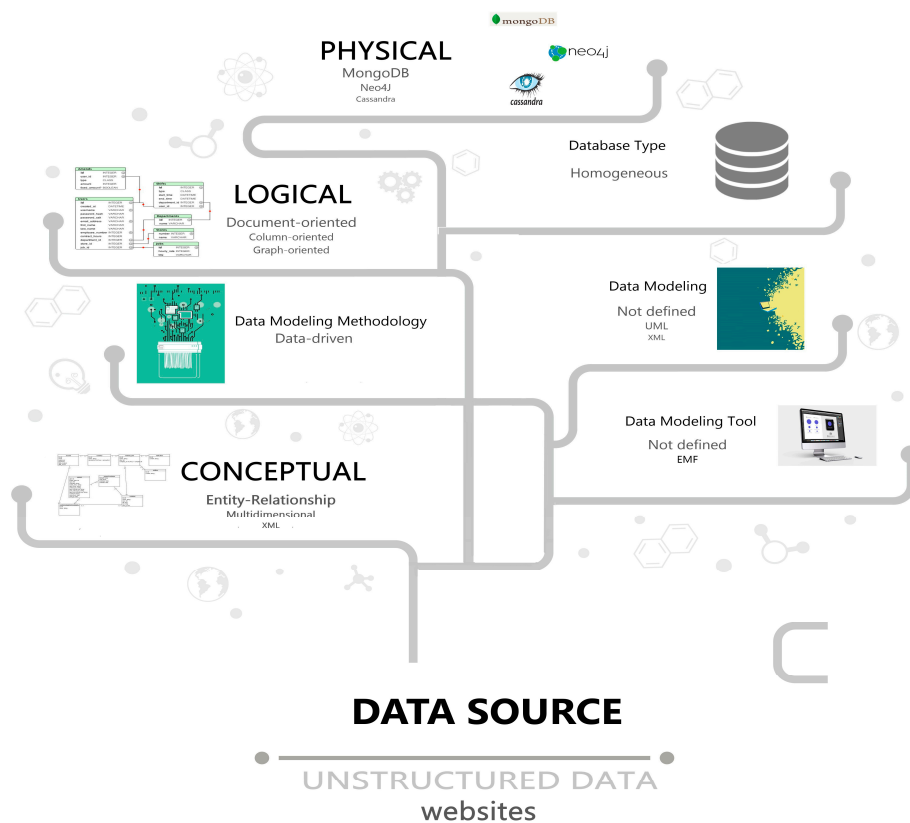 mongoDB
neo4j
cassandra
PHYSICAL
MongoDB
Neo4J
Cassandra
Database Type
Homogeneous
LOGICAL
Document-oriented
Column-oriented
Graph-oriented
Data Modeling
Not defined
UML
XML
Data Modeling Methodology
Data-driven
Data Modeling Tool
Not defined
EMF
CONCEPTUAL
Entity-Relationship
Multidimensional
XML
DATA SOURCE
UNSTRUCTURED DATA
websites